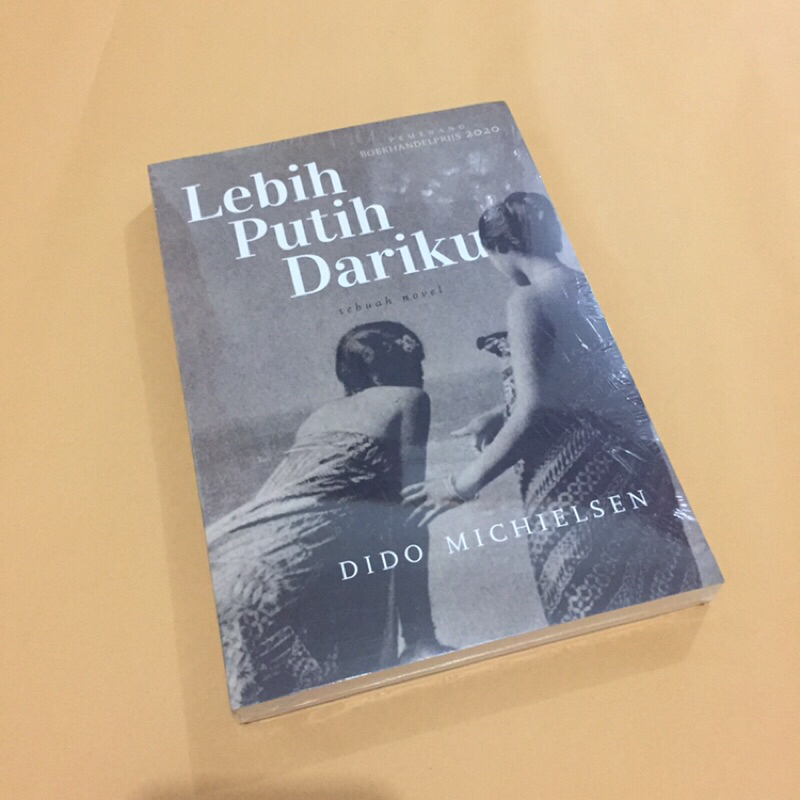 PEMENANG
BOEKHANDELPRIJS 2020
Lebih
Putih
Dariku
sebuah novel
DIDO MICHIELSEN